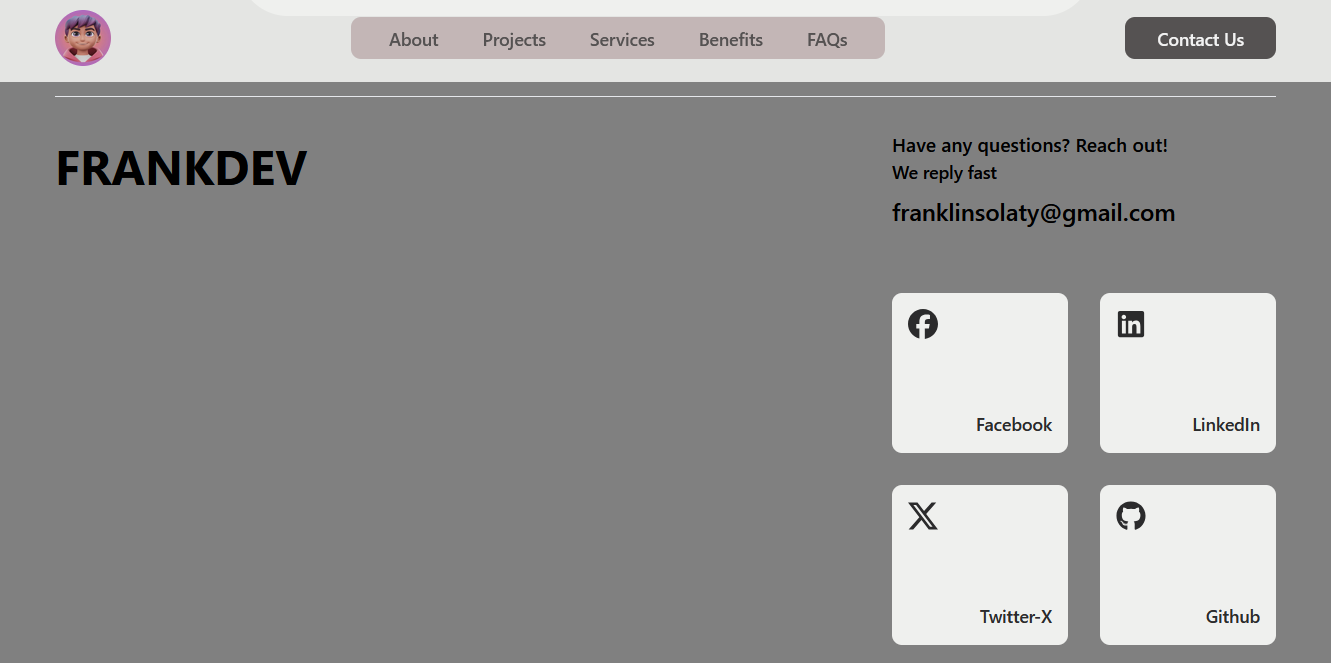 About Projects Services Benefits FAQs Contact Us
FRANKDEV
Have any questions? Reach out!
We reply fast
franklinsolaty@gmail.com
Facebook
LinkedIn
Twitter-X
Github